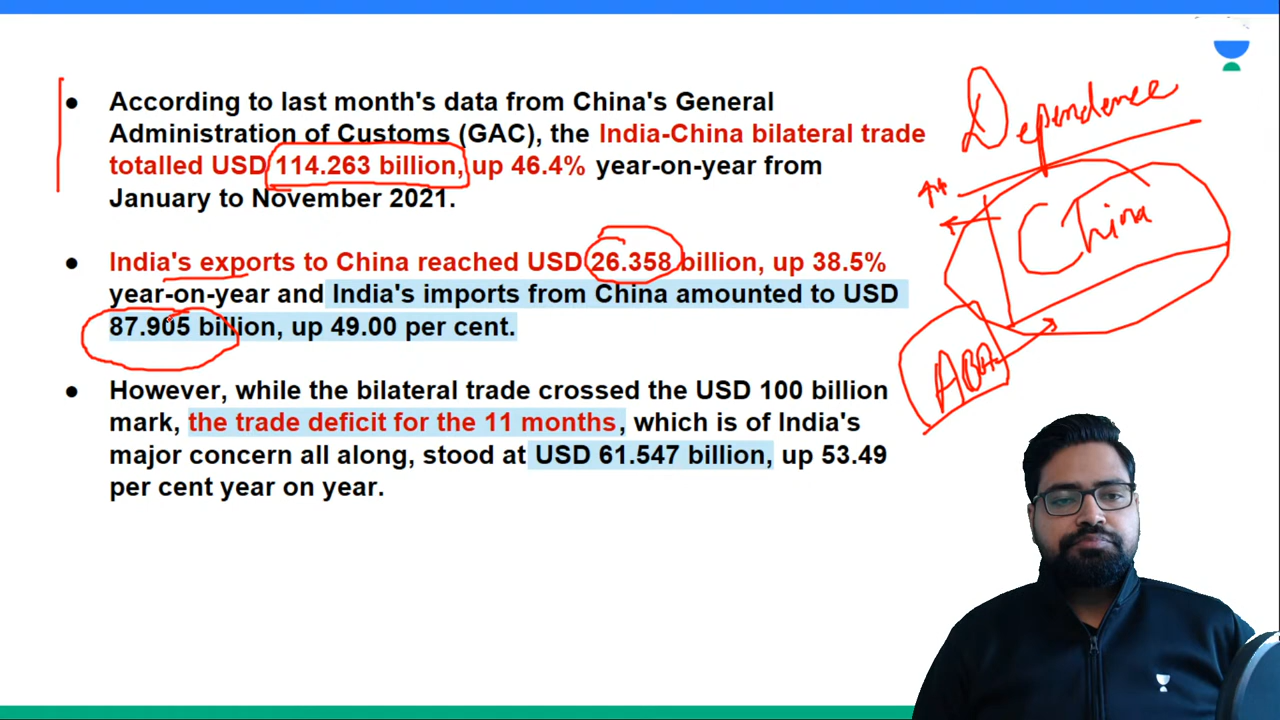 ● According to last month's data from China's General
Administration of Customs (GAC), the India-China bilateral trade
totalled USD 114.263 billion, up 46.4% year-on-year from
January to November 2021.
● India's exports to China reached USD 26.358 billion, up 38.5%
year-on-year and India's imports from China amounted to USD
87.905 billion, up 49.00 per cent.
● However, while the bilateral trade crossed the USD 100 billion
mark, the trade deficit for the 11 months, which is of India's
major concern all along, stood at USD 61.547 billion, up 53.49
per cent year on year.
Dependence
China
ABA